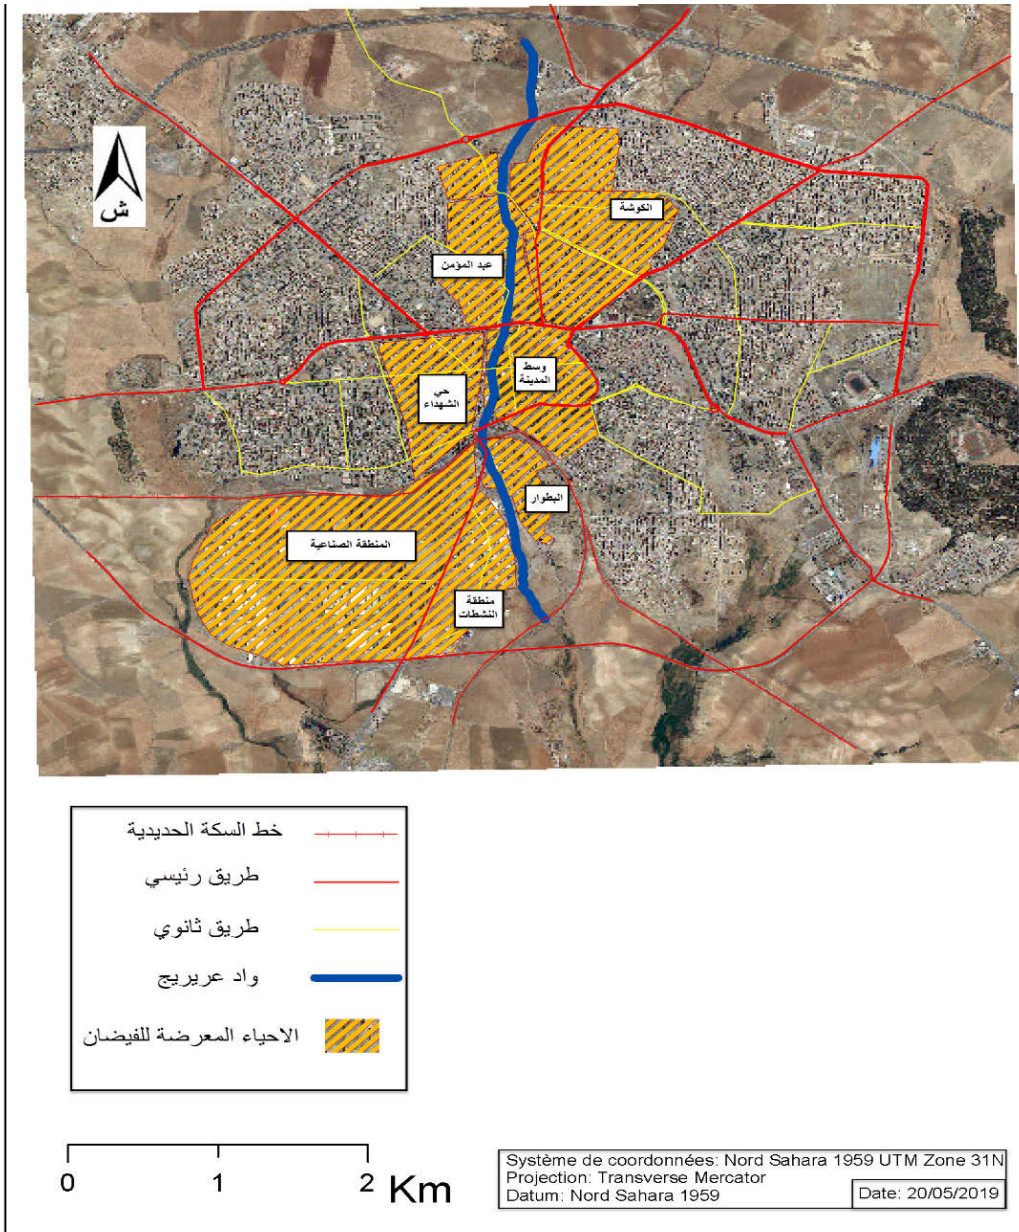 ش
الكوشة
عبد المؤمن
وسط
المدينة
حي
الشهداء
البطوار
المنطقة الصناعية
منطقة
النشطات
خط السكة الحديدية
طريق رئيسي
طريق ثانوي
واد عريريج
الاحياء المعرضة للفيضان
0 1 2 Km
Système de coordonnées: Nord Sahara 1959 UTM Zone 31N
Projection: Transverse Mercator
Datum: Nord Sahara 1959
Date: 20/05/2019